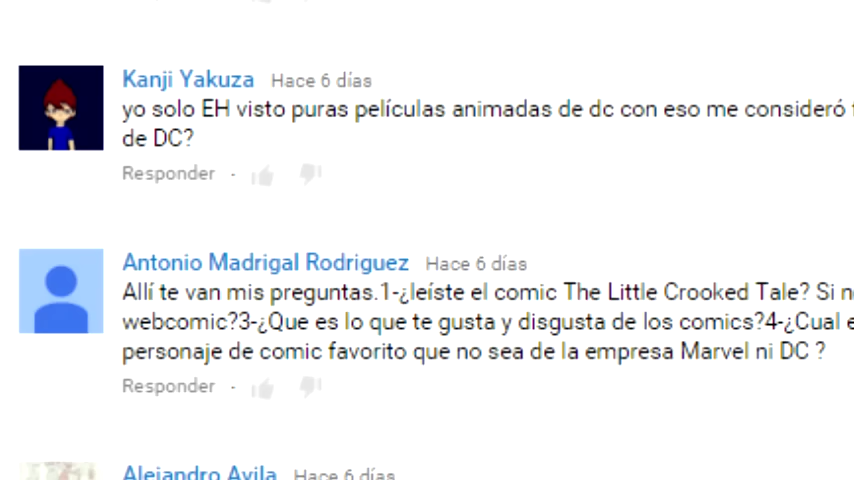 Kanji Yakuza Hace 6 días
yo solo EH visto puras películas animadas de dc con eso me consideró
de DC?
Responder ·
Antonio Madrigal Rodriguez Hace 6 días
Allí te van mis preguntas.1-¿leíste el comic The Little Crooked Tale? Si
webcomic?3-¿Que es lo que te gusta y disgusta de los comics?4-¿Cual
personaje de comic favorito que no sea de la empresa Marvel ni DC ?
Responder ·
Alejandro Avila Hace 6 días